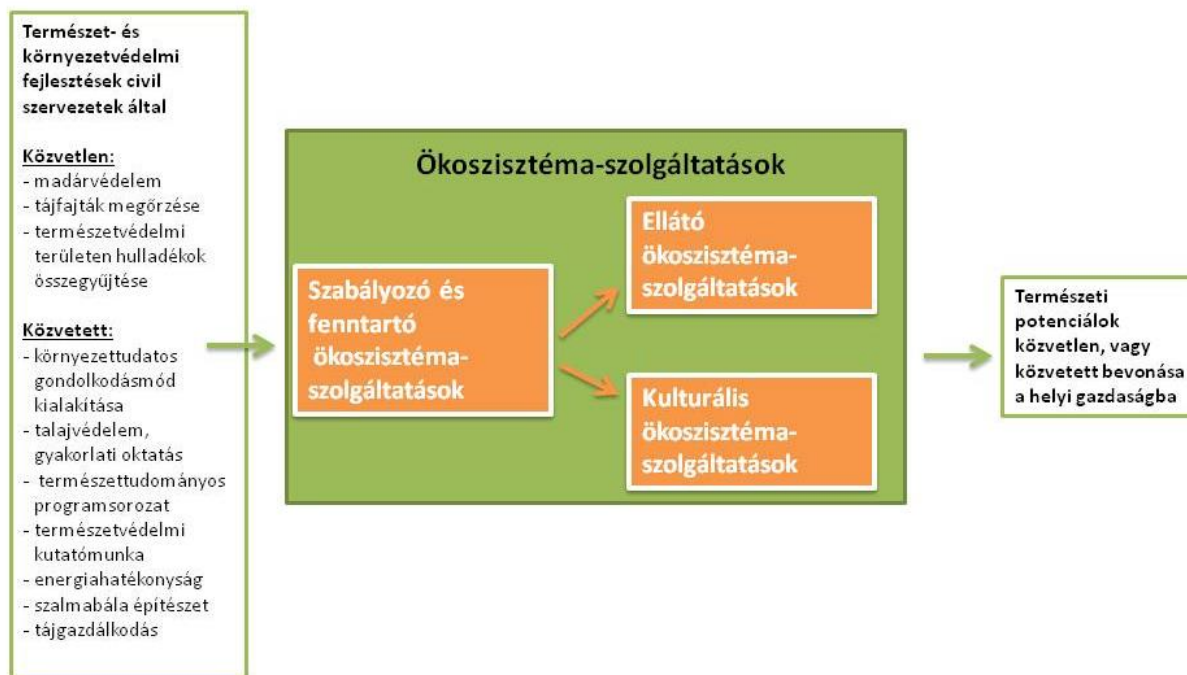 Természet- és
környezetvédelmi
fejlesztések civil
szervezetek által
Közvetlen:
- madárvédelem
- tájfajták megőrzése
- természetvédelmi
területen hulladékok
összegyűjtése
Közvetett:
- környezettudatos
gondolkodásmód
kialakítása
- talajvédelem,
gyakorlati oktatás
- természettudományos
programsorozat
- természetvédelmi
kutatómunka
- energiahatékonyság
- szalmabála építészet
- tájgazdálkodás
Ökoszisztéma-szolgáltatások
Szabályozó és
fenntartó
ökoszisztéma-
szolgáltatások
Ellátó
ökoszisztéma-
szolgáltatások
Kulturális
ökoszisztéma-
szolgáltatások
Természeti
potenciálok
közvetlen, vagy
közvetett bevonása
a helyi gazdaságba